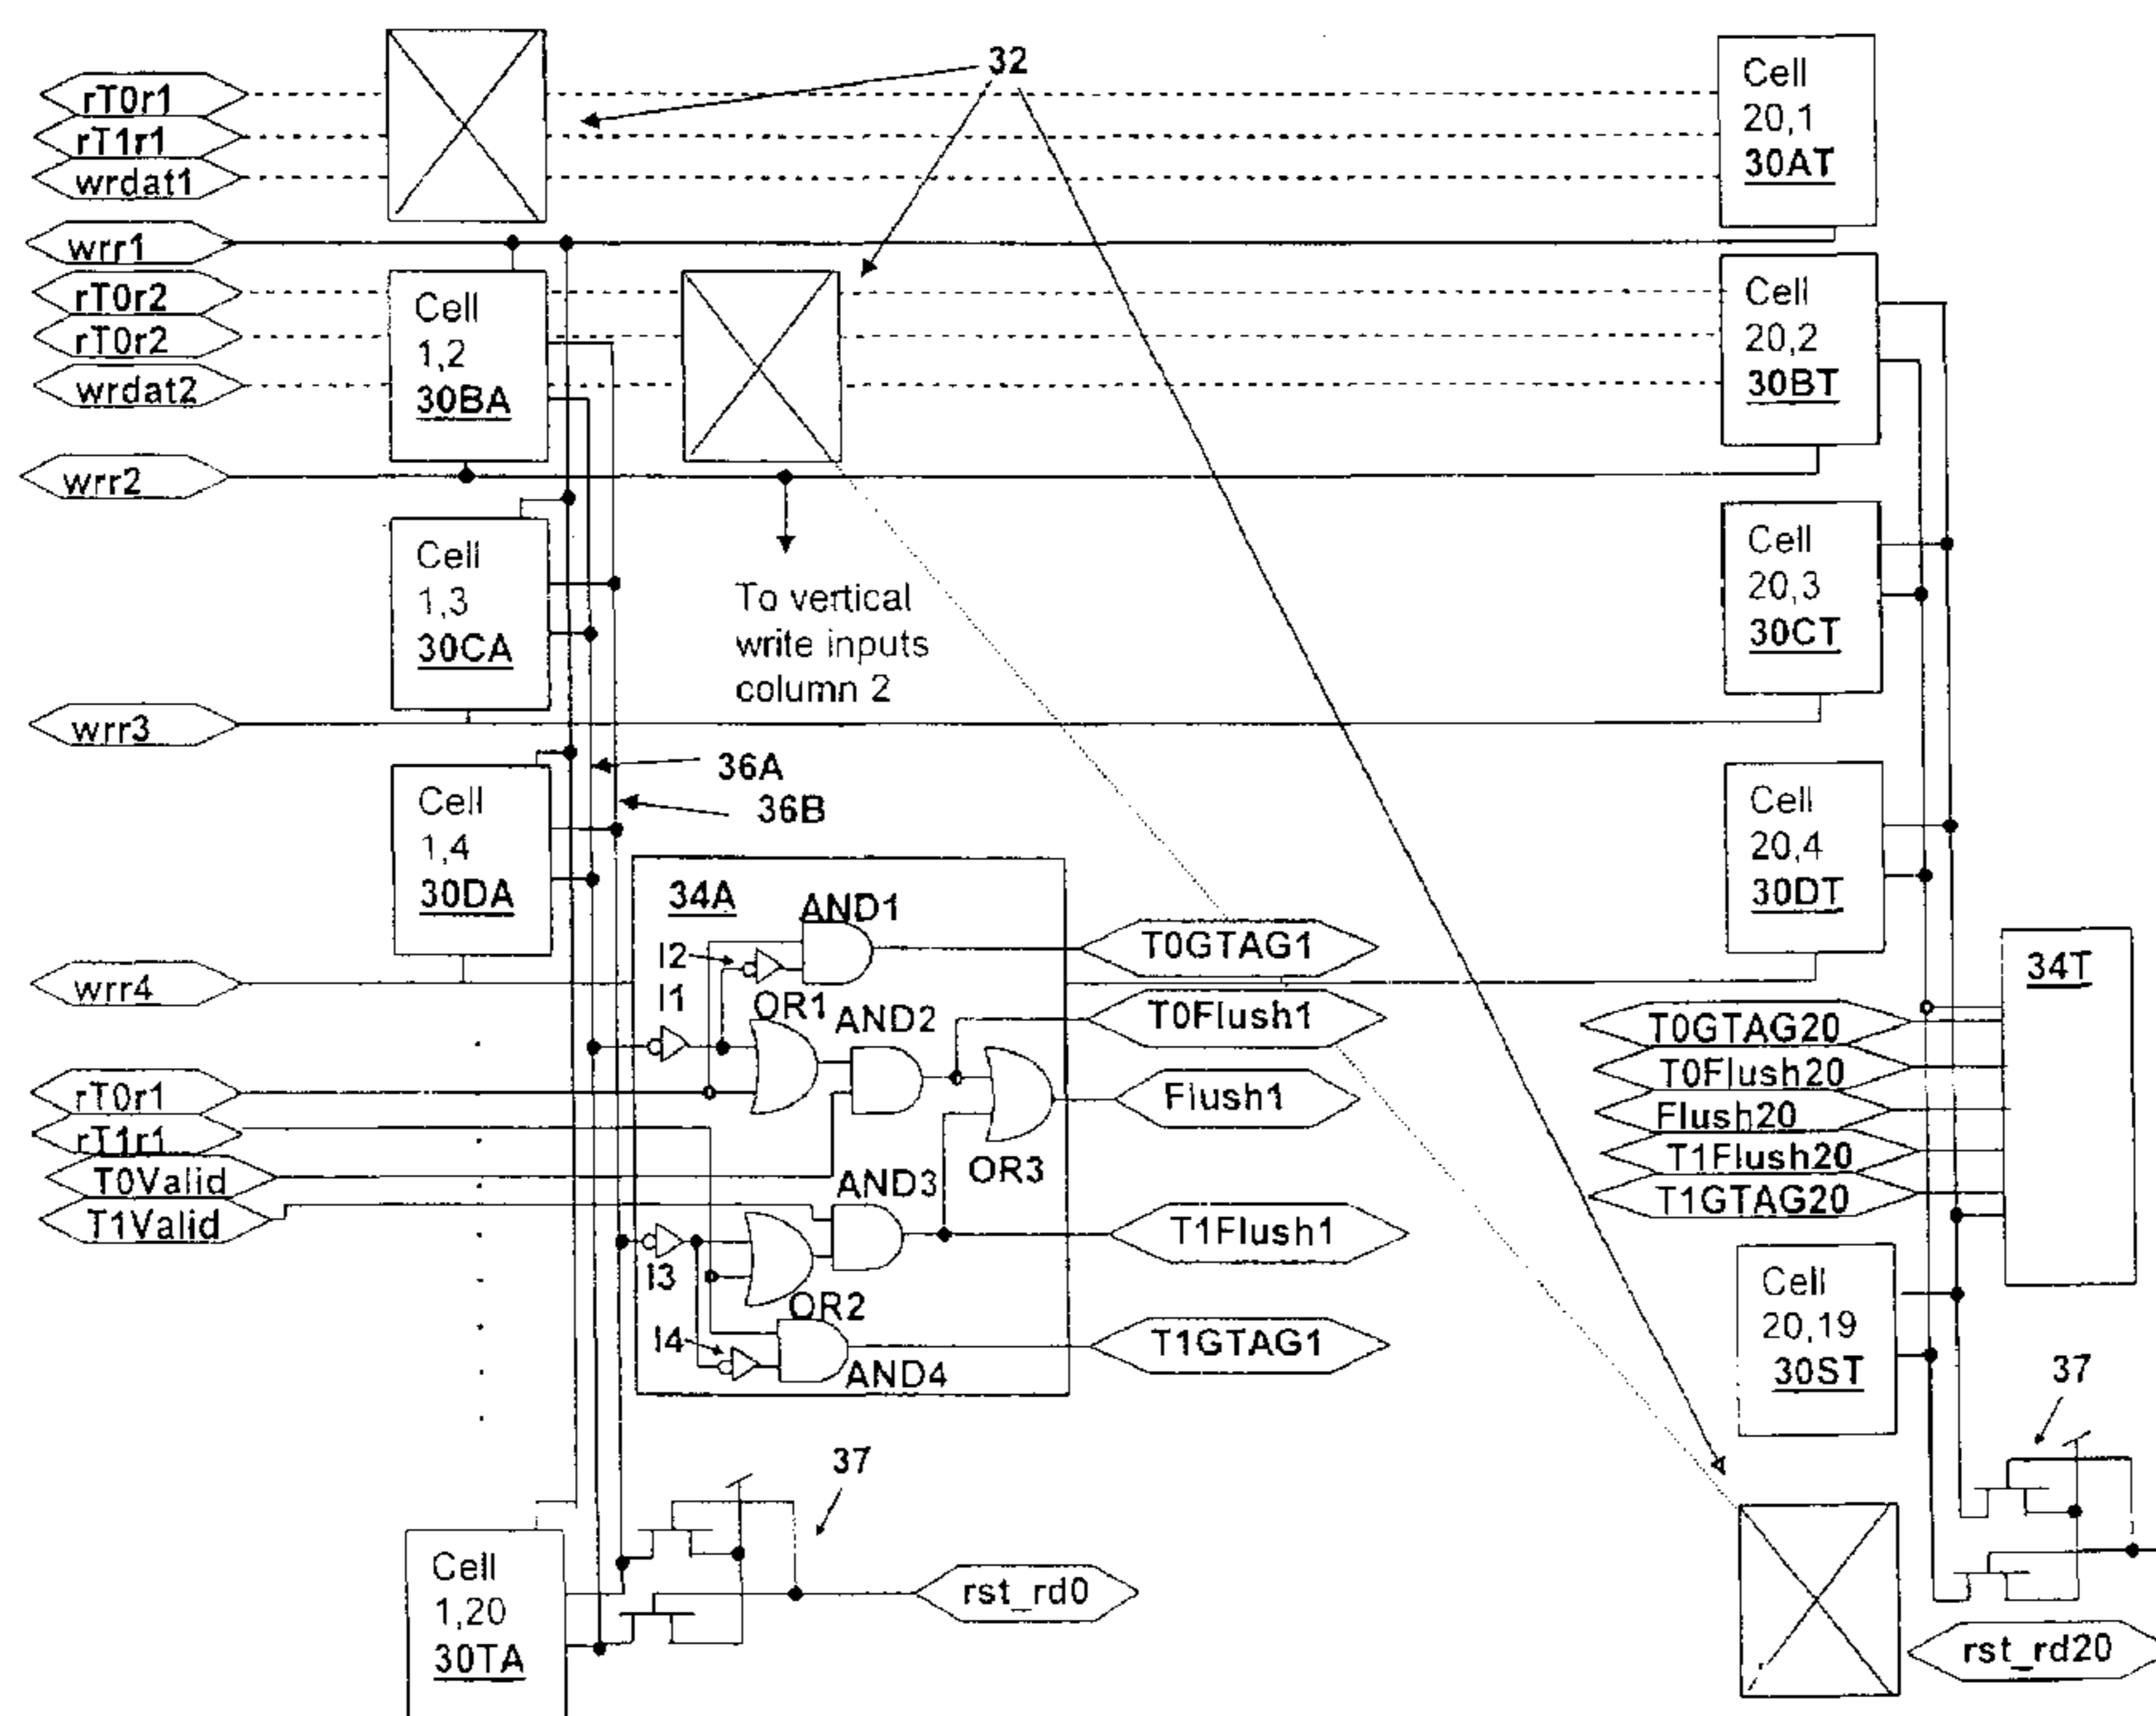 32
Cell
20,1
30AT
rT0r1
rT1r1
wrdat1
wrr1
rT0r2
rT0r2
wrdat2
Cell
1,2
30BA
Cell
20,2
30BT
wrr2
Cell
1,3
30CA
To vertical
write inputs
column 2
Cell
20,3
30CT
wrr3
36A
36B
Cell
1,4
30DA
Cell
20,4
30DT
34A
AND1
T0GTAG1
I2
wrr4
I1
OR1
AND2
T0Flush1
34T
T0GTAG20
T0Flush20
Flush20
T1Flush20
T1GTAG20
rT0r1
rT1r1
T0Valid
T1Valid
Flush1
OR3
AND3
T1Flush1
I3
OR2
I4
AND4
T1GTAG1
Cell
20,19
30ST
37
37
Cell
1,20
30TA
rst_rd0
rst_rd20